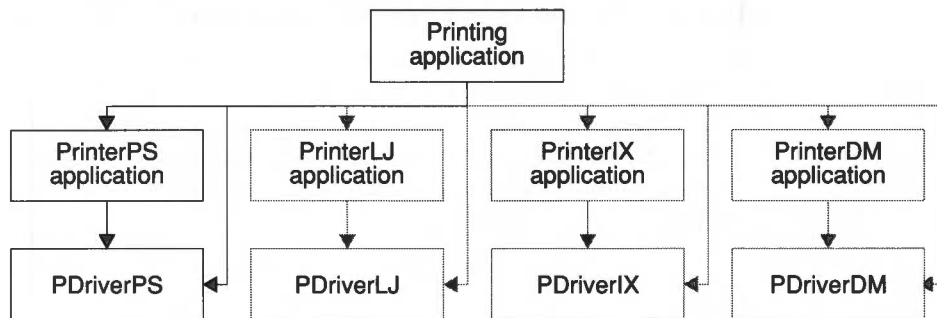 Printing
application
PrinterPS
application
PrinterLJ
application
PrinterIX
application
PrinterDM
application
PDriverPS
PDriverLJ
PDriverIX
PDriverDM